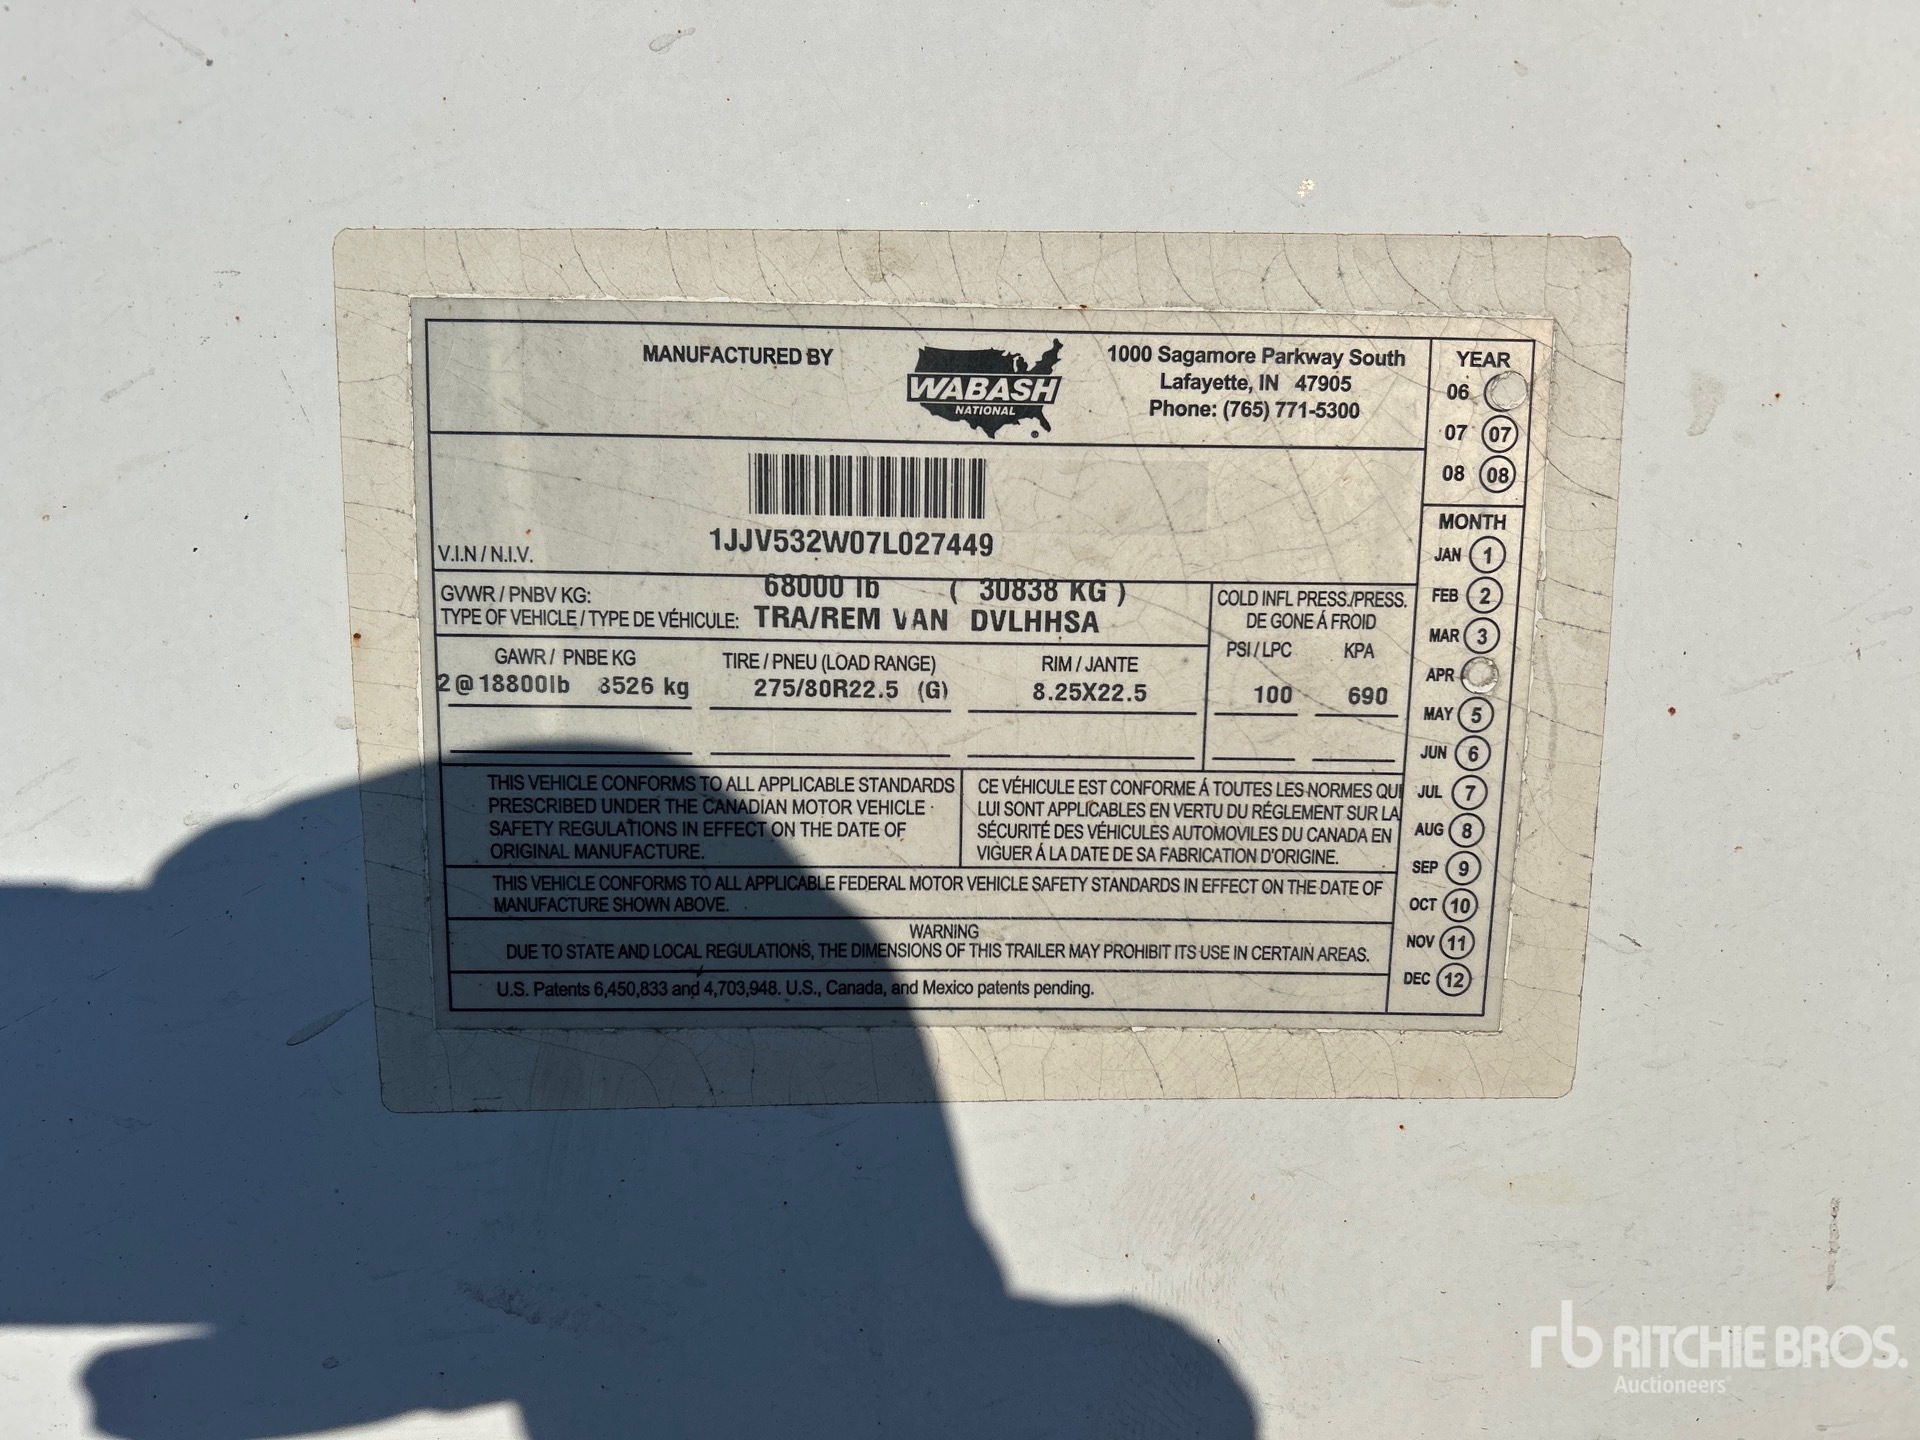 MANUFACTURED BY
WABASH
NATIONAL
1000 Sagamore Parkway South
Lafayette, IN 47905
Phone: (765) 771-5300
YEAR
06
07 07
08 08
1JJV532W07L027449
V.I.N / N.I.V.
GVWR / PNBV KG: 68000 lb ( 30838 KG )
TYPE OF VEHICLE / TYPE DE VÉHICULE: TRA/REM VAN DVLHHSA
COLD INFL PRESS./PRESS.
DE GONE Á FROID
PSI / LPC KPA
GAWR / PNBE KG TIRE / PNEU (LOAD RANGE) RIM / JANTE
2@18800lb 8526 kg 275/80R22.5 (G) 8.25X22.5 100 690
THIS VEHICLE CONFORMS TO ALL APPLICABLE STANDARDS
PRESCRIBED UNDER THE CANADIAN MOTOR VEHICLE
SAFETY REGULATIONS IN EFFECT ON THE DATE OF
ORIGINAL MANUFACTURE.
CE VÉHICULE EST CONFORME Á TOUTES LES NORMES QUI
LUI SONT APPLICABLES EN VERTU DU RÉGLEMENT SUR LA
SÉCURITÉ DES VÉHICULES AUTOMOVILES DU CANADA EN
VIGUER Á LA DATE DE SA FABRICATION D'ORIGINE.
THIS VEHICLE CONFORMS TO ALL APPLICABLE FEDERAL MOTOR VEHICLE SAFETY STANDARDS IN EFFECT ON THE DATE OF
MANUFACTURE SHOWN ABOVE.
WARNING
DUE TO STATE AND LOCAL REGULATIONS, THE DIMENSIONS OF THIS TRAILER MAY PROHIBIT ITS USE IN CERTAIN AREAS.
U.S. Patents 6,450,833 and 4,703,948. U.S., Canada, and Mexico patents pending.
MONTH
JAN 1
FEB 2
MAR 3
APR
MAY 5
JUN 6
JUL 7
AUG 8
SEP 9
OCT 10
NOV 11
DEC 12
rb RITCHIE BROS.
Auctioneers